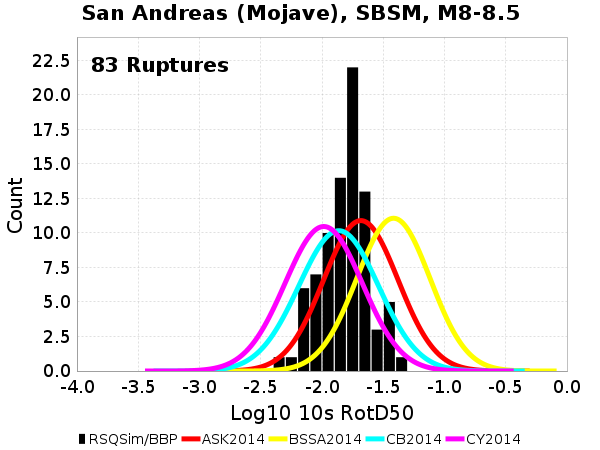 San Andreas (Mojave), SBSM, M8-8.5
83 Ruptures
Count
22.5
20.0
17.5
15.0
12.5
10.0
7.5
5.0
2.5
0.0
-4.0 -3.5 -3.0 -2.5 -2.0 -1.5 -1.0 -0.5 0.0
Log10 10s RotD50
RSQSim/BBP ASK2014 BSSA2014 CB2014 CY2014